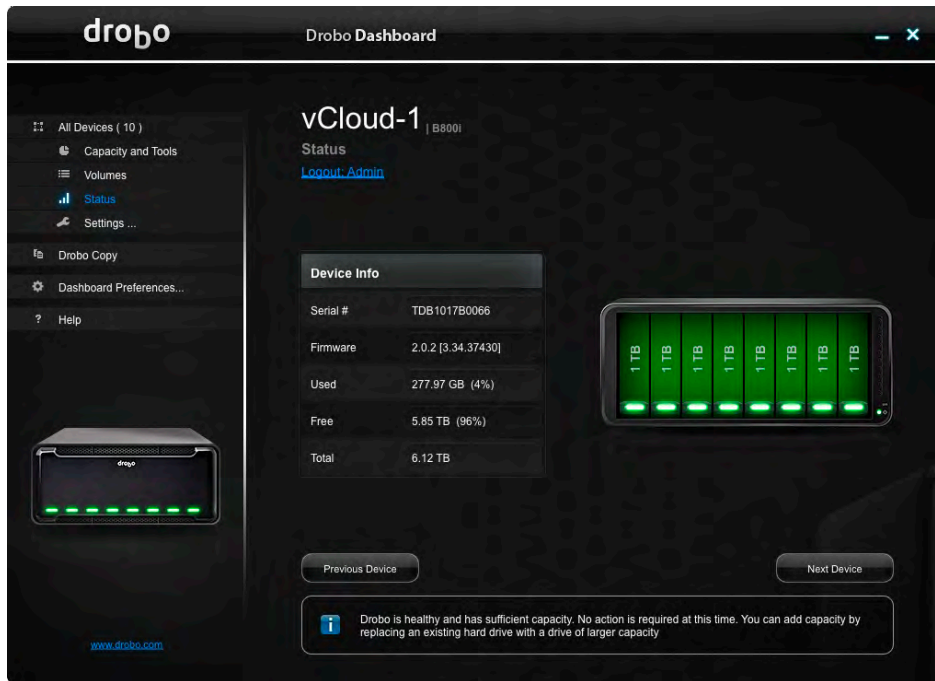 drobo
Drobo Dashboard
vCloud-1 | B800i
Status
Logout: Admin
All Devices ( 10 )
Capacity and Tools
Volumes
Status
Settings ...
Drobo Copy
Dashboard Preferences...
? Help
drobo
www.drobo.com
Device Info
Serial # TDB1017B0066
Firmware 2.0.2 [3.34.37430]
Used 277.97 GB (4%)
Free 5.85 TB (96%)
Total 6.12 TB
1 TB
1 TB
1 TB
1 TB
1 TB
1 TB
1 TB
1 TB
Previous Device
Next Device
i
Drobo is healthy and has sufficient capacity. No action is required at this time. You can add capacity by
replacing an existing hard drive with a drive of larger capacity